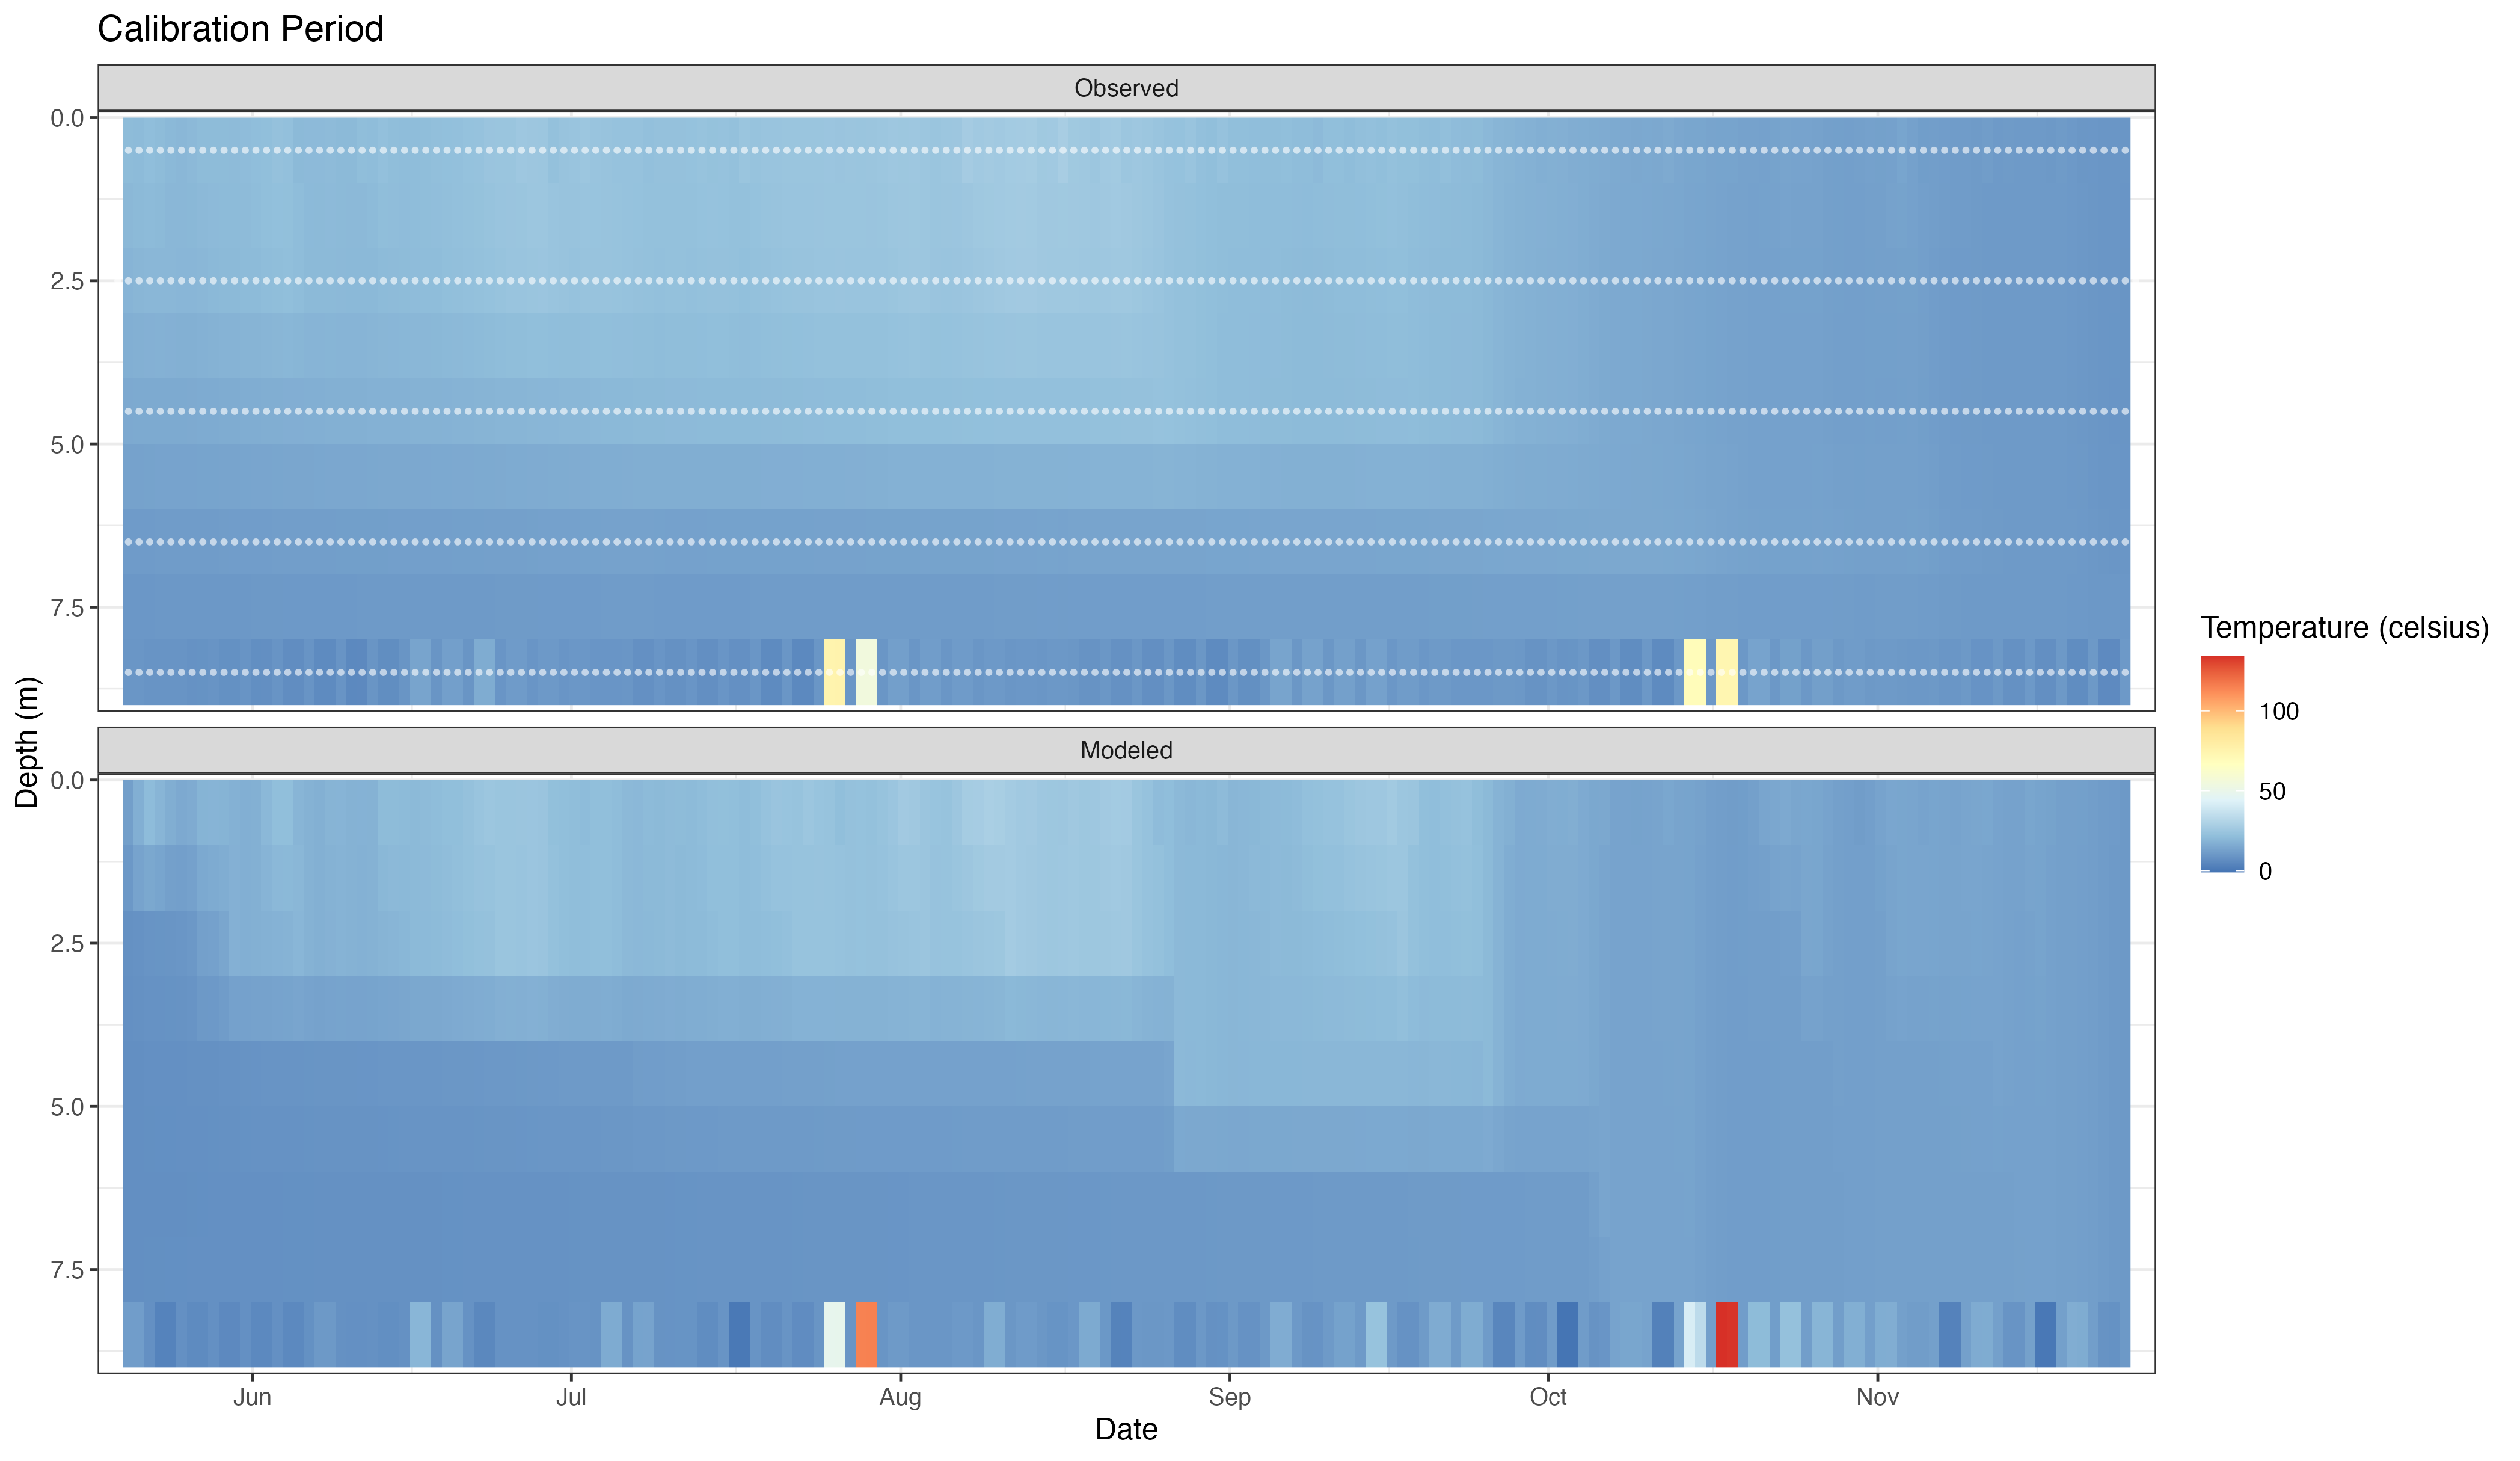 Calibration Period
Observed
0.0
2.5
5.0
7.5
Depth (m)
Modeled
0.0
2.5
5.0
7.5
Jun Jul Aug Sep Oct Nov
Date
Temperature (celsius)
100
50
0